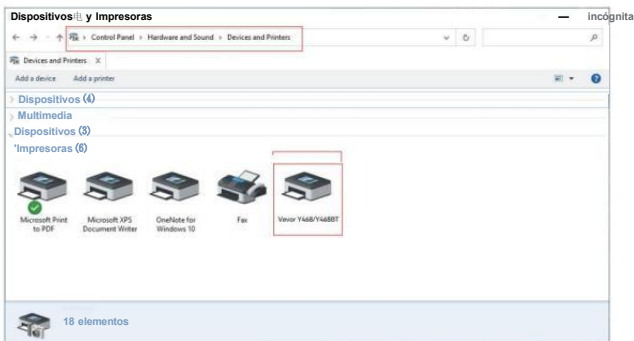 Dispositivos电 y Impresoras
incógnita
Control Panel > Hardware and Sound > Devices and Printers
Devices and Printers X
Add a device Add a printer
> Dispositivos (4)
> Multimedia
Dispositivos (3)
'Impresoras (6)
Microsoft Print to PDF
Microsoft XPS Document Writer
OneNote for Windows 10
Fax
Vevor Y468/Y468BT
18 elementos